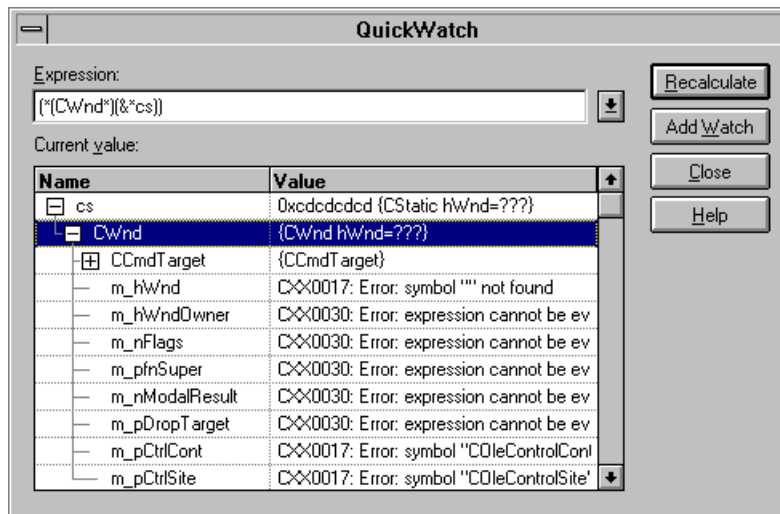 QuickWatch
Expression:
(*(CWnd*)(&*cs))
Recalculate
Add Watch
Close
Help
Current value:
Name Value
cs 0xcdcdcdcd {CStatic hWnd=???}
CWnd {CWnd hWnd=???}
CCmdTarget {CCmdTarget}
m_hWnd CXX0017: Error: symbol "" not found
m_hWndOwner CXX0030: Error: expression cannot be ev
m_nFlags CXX0030: Error: expression cannot be ev
m_pfnSuper CXX0030: Error: expression cannot be ev
m_nModalResult CXX0030: Error: expression cannot be ev
m_pDropTarget CXX0030: Error: expression cannot be ev
m_pCtrlCont CXX0017: Error: symbol "COleControlCont
m_pCtrlSite CXX0017: Error: symbol "COleControlSite"